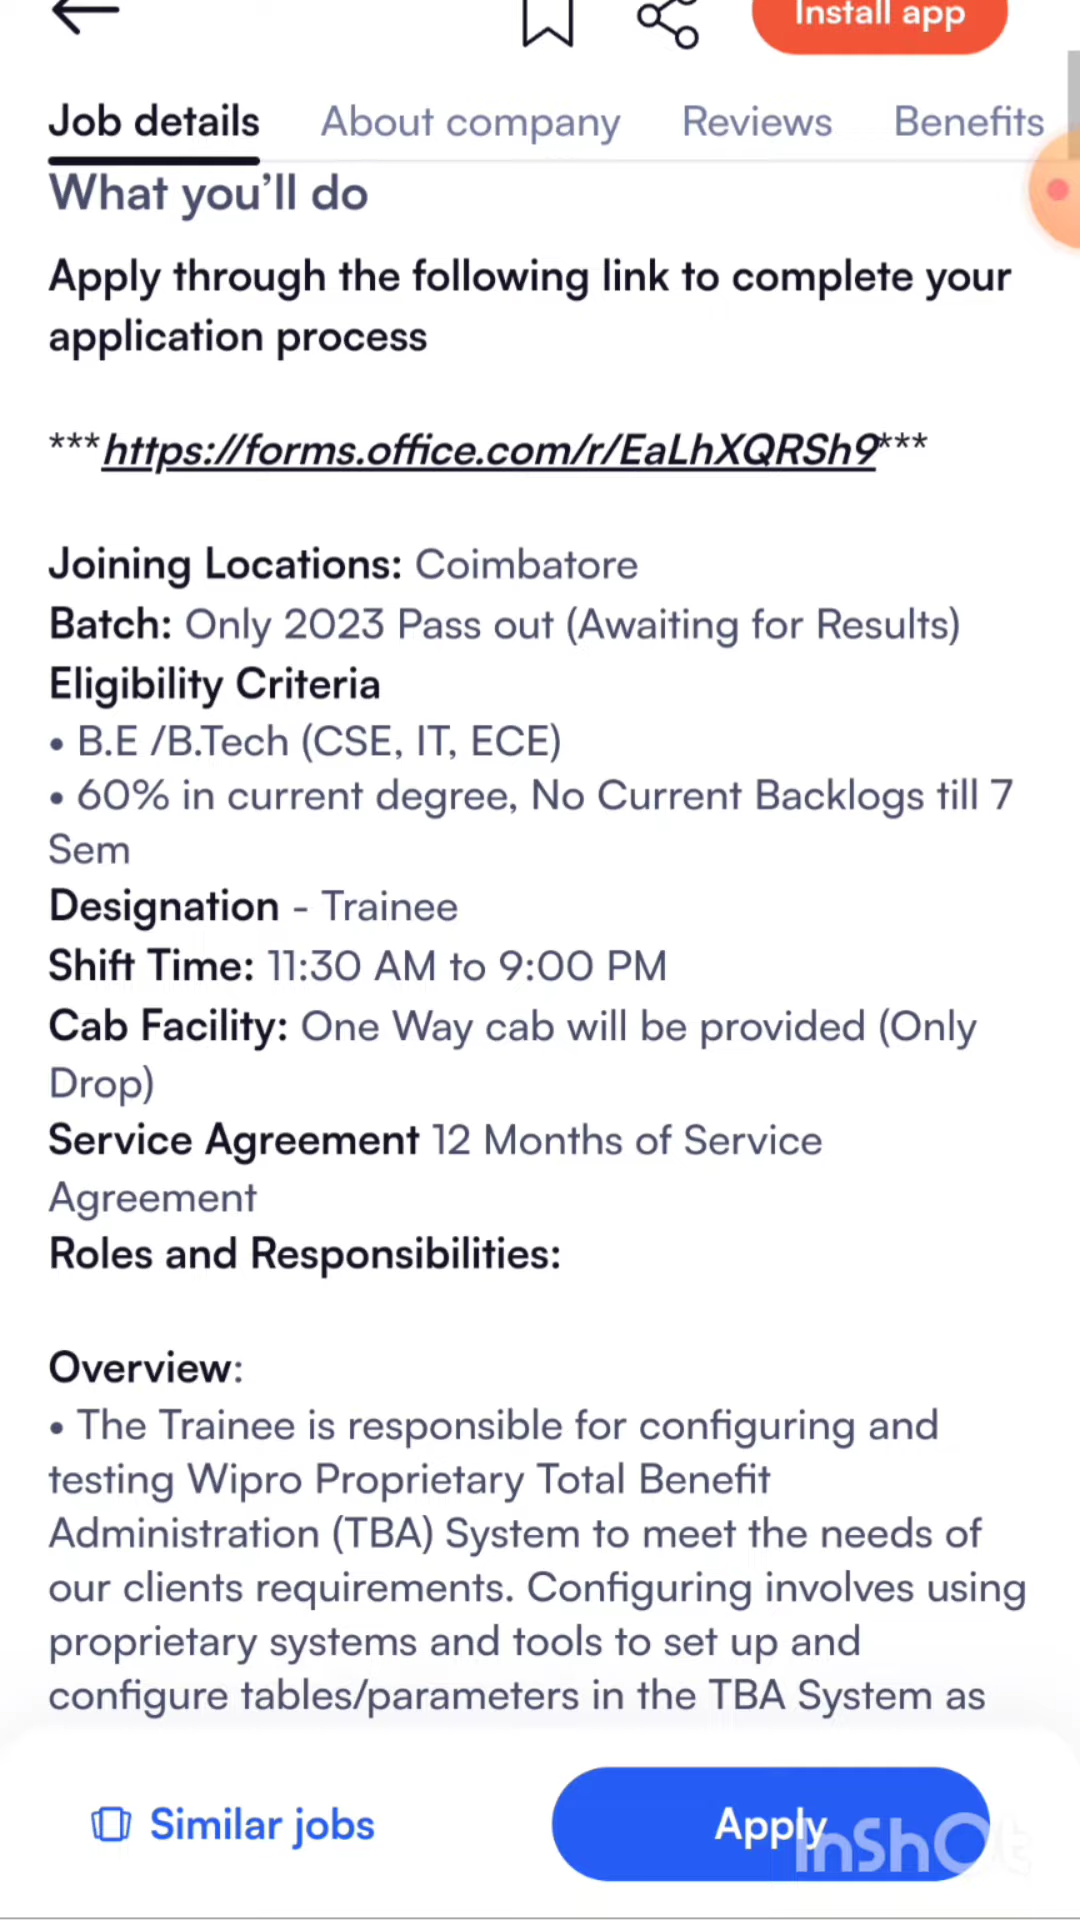 Install app
Job details About company Reviews Benefits
What you'll do
Apply through the following link to complete your
application process
***https://forms.office.com/r/EaLhXQRSh9***
Joining Locations: Coimbatore
Batch: Only 2023 Pass out (Awaiting for Results)
Eligibility Criteria
• B.E /B.Tech (CSE, IT, ECE)
• 60% in current degree, No Current Backlogs till 7
Sem
Designation - Trainee
Shift Time: 11:30 AM to 9:00 PM
Cab Facility: One Way cab will be provided (Only
Drop)
Service Agreement 12 Months of Service
Agreement
Roles and Responsibilities:
Overview:
• The Trainee is responsible for configuring and
testing Wipro Proprietary Total Benefit
Administration (TBA) System to meet the needs of
our clients requirements. Configuring involves using
proprietary systems and tools to set up and
configure tables/parameters in the TBA System as
Similar jobs Apply
InShOt